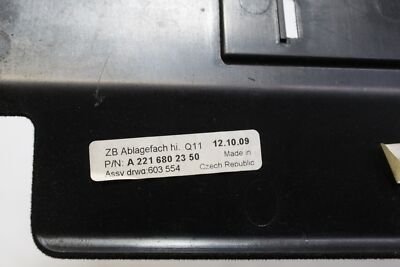 ZB Ablagefach hi. Q11 12.10.09
P/N: A 221 680 23 50 Made in
Assy drwg:603 554 Czech Republic